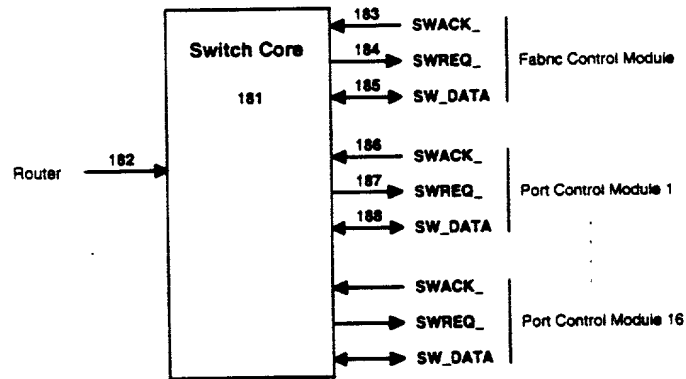 183 SWACK_
Switch Core
184 SWREQ_ Fabric Control Module
181
185 SW_DATA
186 SWACK_
Router 182
187 SWREQ_ Port Control Module 1
188 SW_DATA
SWACK_
SWREQ_ Port Control Module 16
SW_DATA